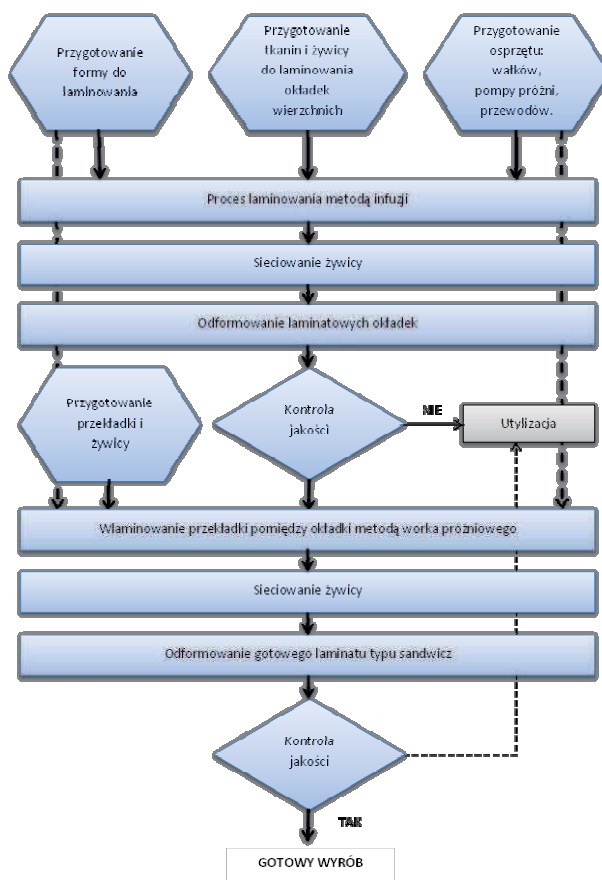 Przygotowanie
formy do
laminowania
Przygotowanie
tkanin i żywicy
do laminowania
okładek
wierzchnich
Przygotowanie
osprzętu:
wałków,
pompy próżni,
przewodów.
Proces laminowania metodą infuzji
Sieciowanie żywicy
Odformowanie laminatowych okładek
Przygotowanie
przekładki i
żywicy
Kontrola
jakości
NIE
Utylizacja
Wlaminowanie przekładki pomiędzy okładki metodą worka próżniowego
Sieciowanie żywicy
Odformowanie gotowego laminatu typu sandwicz
Kontrola
jakości
TAK
GOTOWY WYRÓB